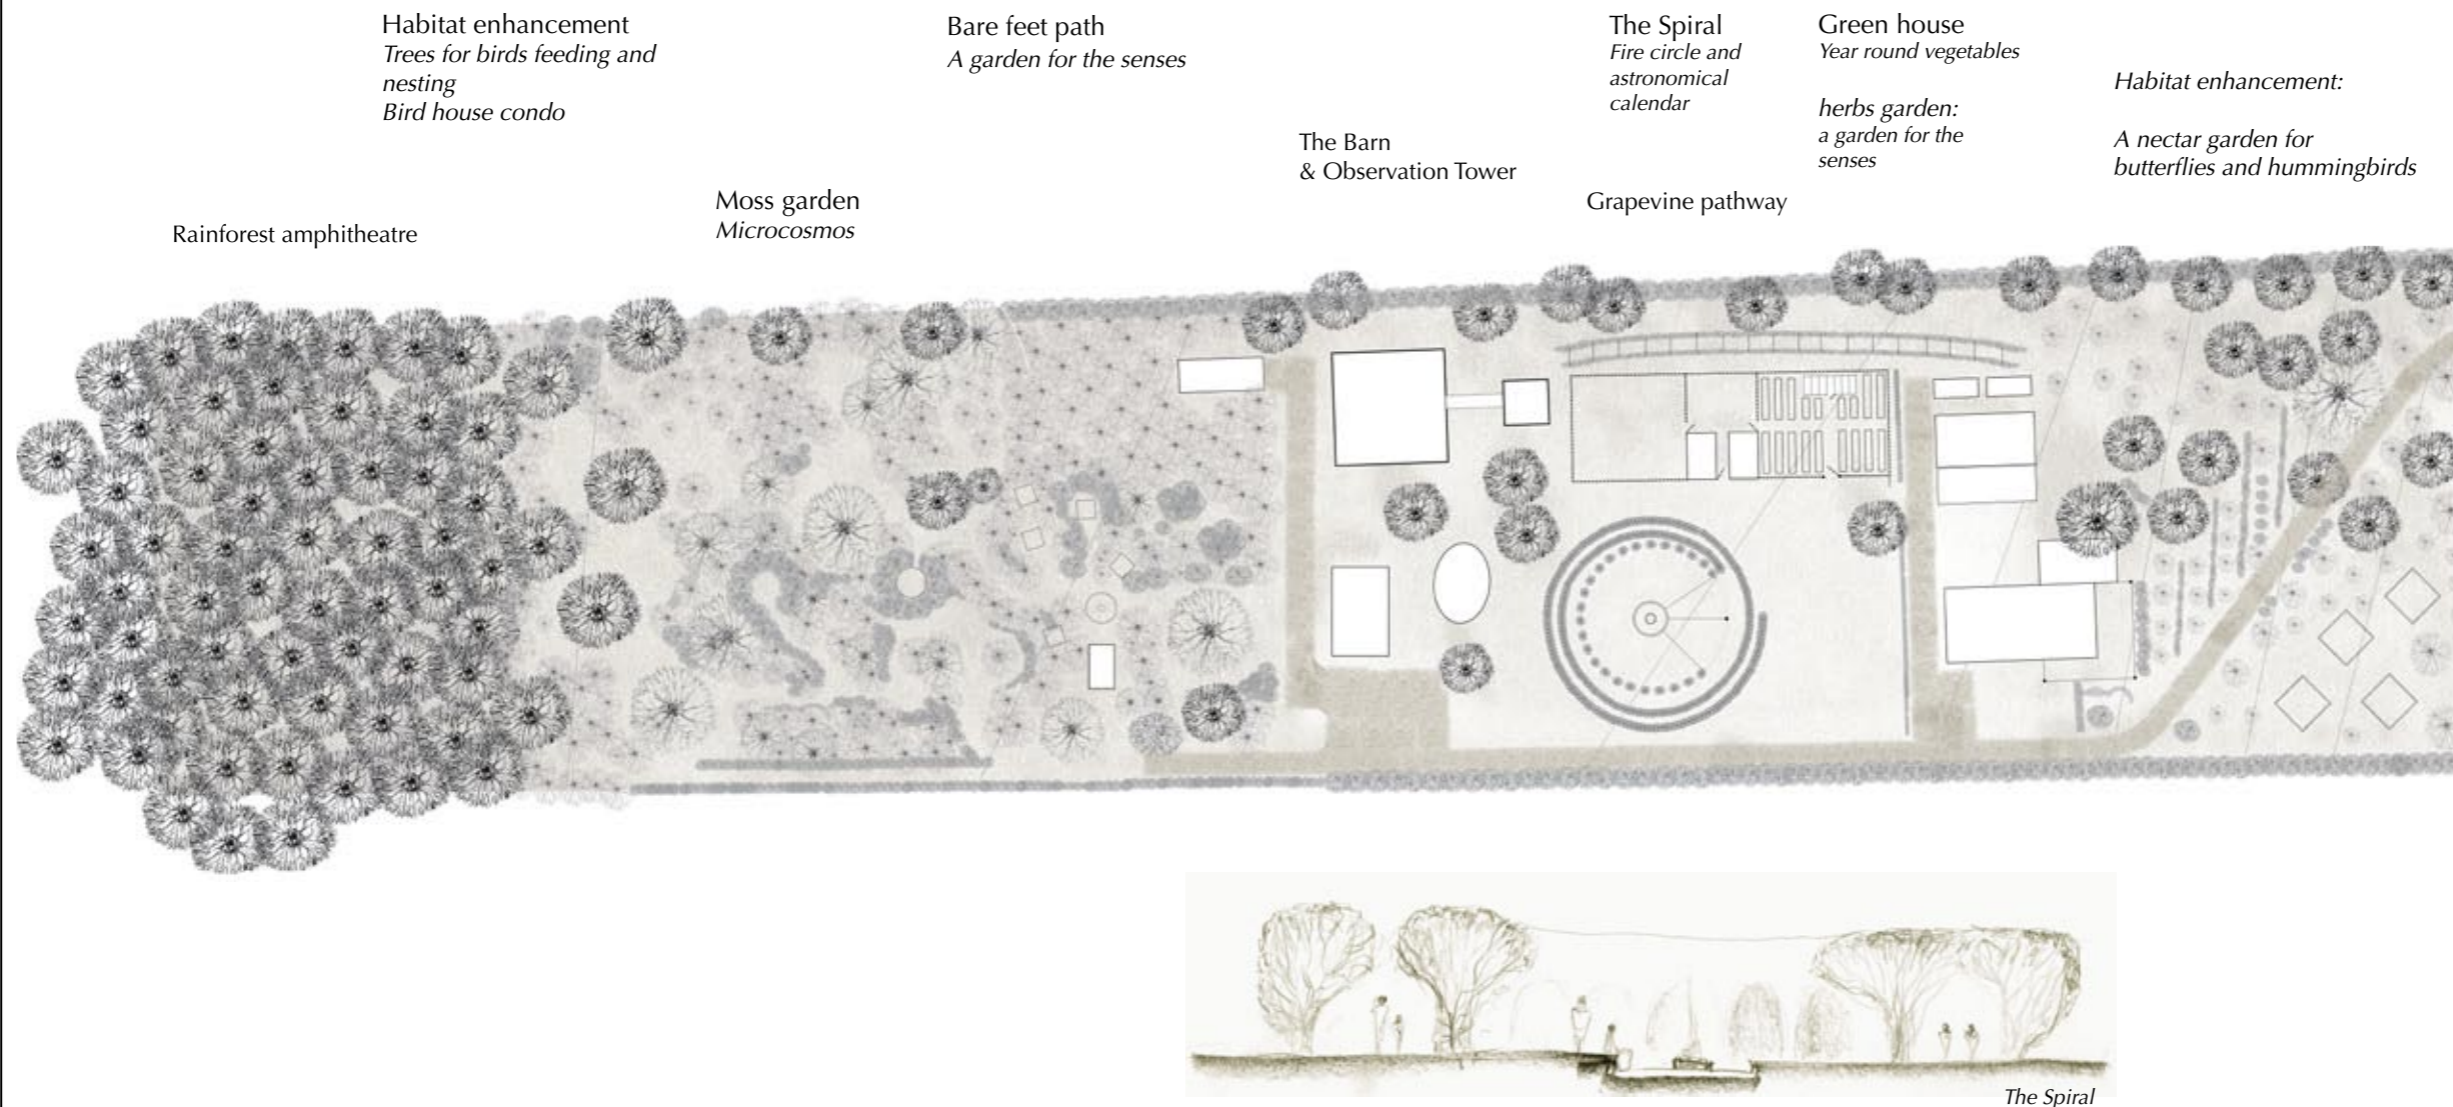 Habitat enhancement
Trees for birds feeding and
nesting
Bird house condo
Bare feet path
A garden for the senses
The Spiral
Fire circle and
astronomical
calendar
Green house
Year round vegetables
herbs garden:
a garden for the
senses
Habitat enhancement:
A nectar garden for
butterflies and hummingbirds
The Barn
& Observation Tower
Moss garden
Microcosmos
Grapevine pathway
Rainforest amphitheatre
The Spiral